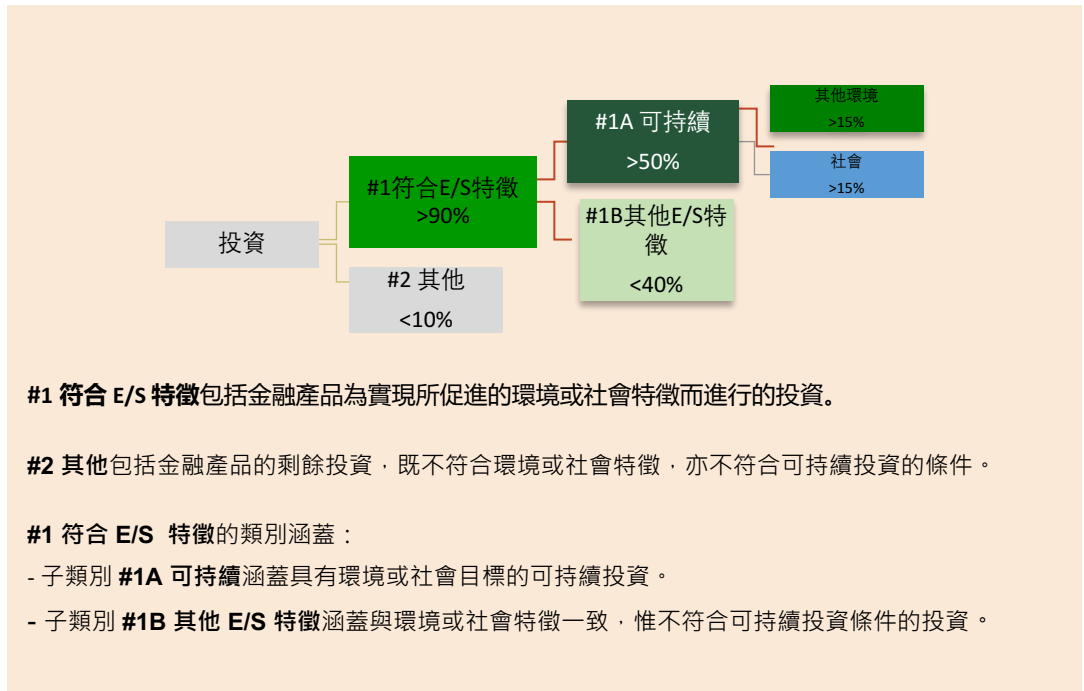 其他環境
>15%
#1A 可持續
>50%
社會
>15%
#1符合E/S特徵
>90%
#1B其他E/S特
徵
<40%
投資
#2 其他
<10%
#1 符合 E/S 特徵包括金融產品為實現所促進的環境或社會特徵而進行的投資。
#2 其他包括金融產品的剩餘投資，既不符合環境或社會特徵，亦不符合可持續投資的條件。
#1 符合 E/S 特徵的類別涵蓋：
- 子類別 #1A 可持續涵蓋具有環境或社會目標的可持續投資。
- 子類別 #1B 其他 E/S 特徵涵蓋與環境或社會特徵一致，惟不符合可持續投資條件的投資。